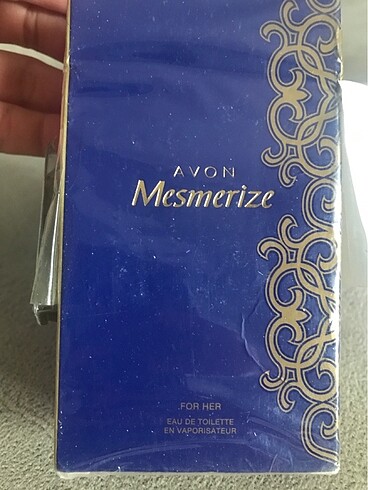 AVON
Mesmerize
FOR HER
EAU DE TOILETTE
EN VAPORISATEUR